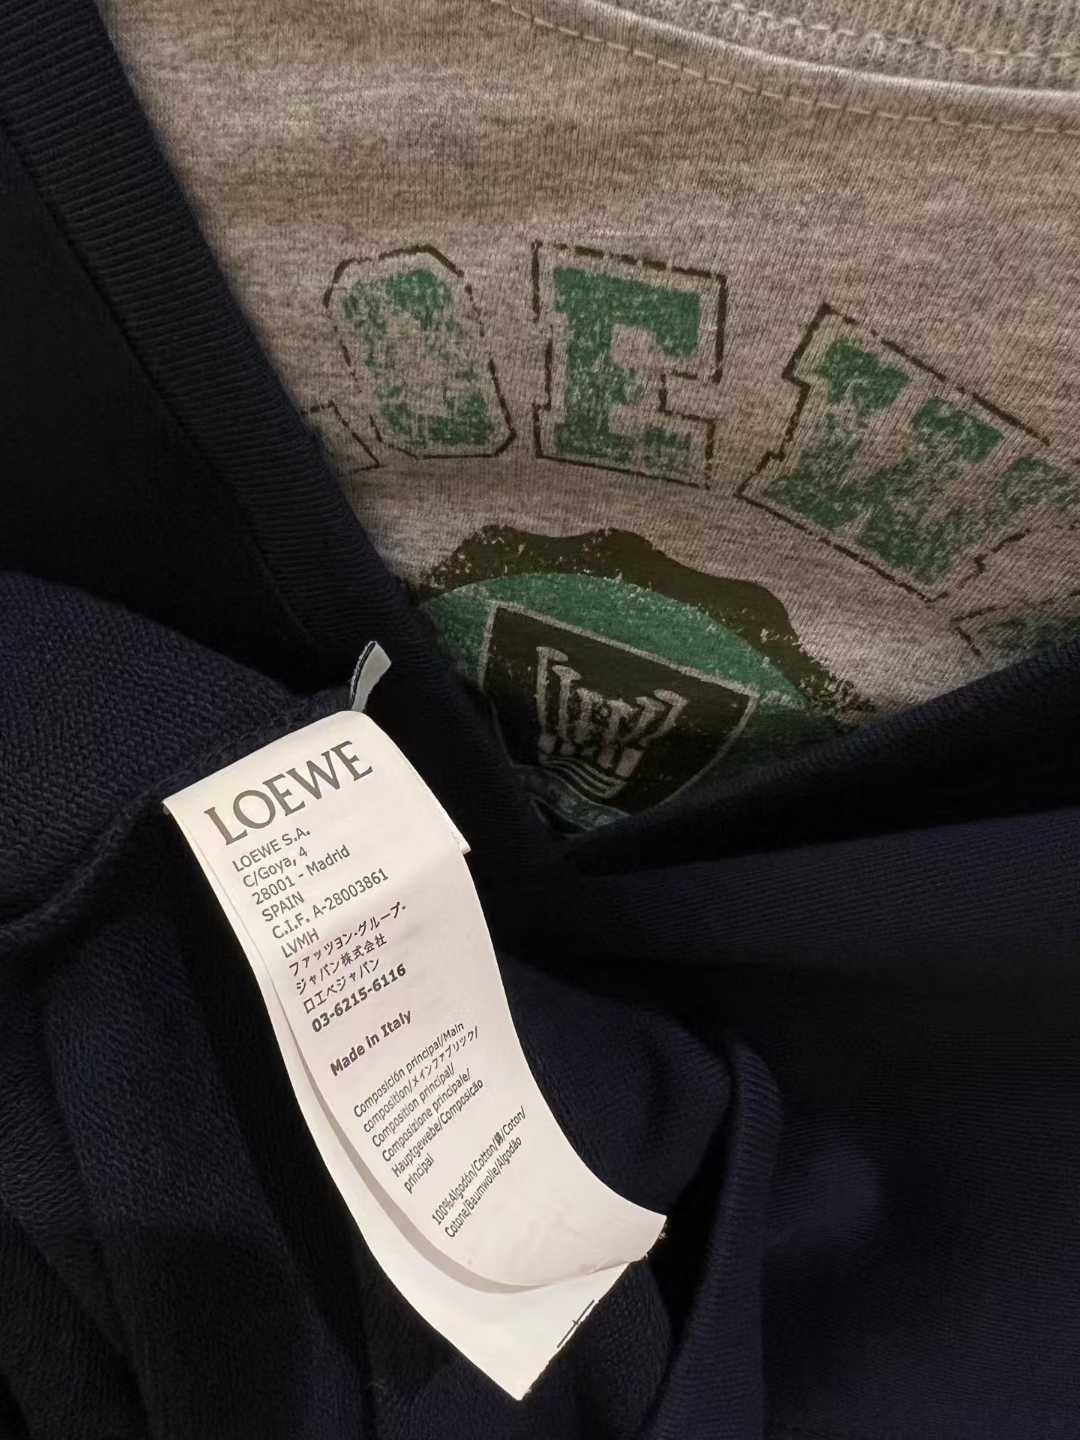 LOEWE
LOEWE
LOEWE S.A.
C/Goya, 4
28001 - Madrid
SPAIN
C.I.F. A-28003861
LVMH
ファッション・グループ・
ジャパン株式会社
ロエベジャパン
03-6215-6116
Made in Italy
Composición principal/Main
composition/メインファブリック/
Composition principal/
Composizione principale/
Hauptgewebe/Composição
principal
100%Algodón/Cotton/綿/Coton/
Cotone/Baumwolle/Algodão